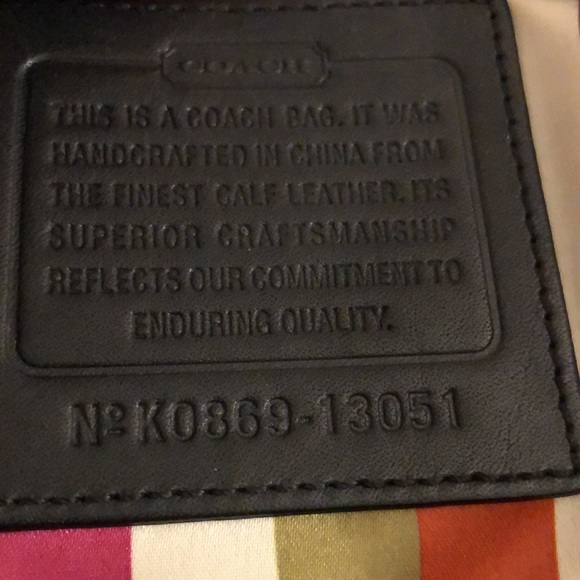 COACH
THIS IS A COACH BAG. IT WAS
HANDCRAFTED IN CHINA FROM
THE FINEST CALF LEATHER. ITS
SUPERIOR CRAFTSMANSHIP
REFLECTS OUR COMMITMENT TO
ENDURING QUALITY.
Nº K0869-13051